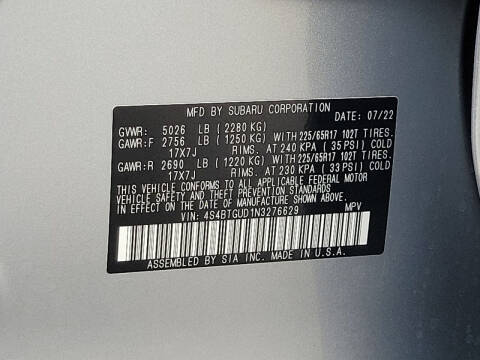 MFD BY SUBARU CORPORATION
DATE: 07/22
GVWR: 5026 LB (2280 KG)
GAWR:F 2756 LB (1250 KG) WITH 225/65R17 102T TIRES.
17X7J RIMS. AT 240 KPA (35 PSI) COLD
GAWR:R 2690 LB (1220 KG) WITH 225/65R17 102T TIRES.
17X7J RIMS. AT 230 KPA (33 PSI) COLD
THIS VEHICLE CONFORMS TO ALL APPLICABLE FEDERAL MOTOR
VEHICLE SAFETY AND THEFT PREVENTION STANDARDS
IN EFFECT ON THE DATE OF MANUFACTURE SHOWN ABOVE.
VIN: 4S4BTGUD1N3276629 MPV
ASSEMBLED BY SIA INC. MADE IN U.S.A.